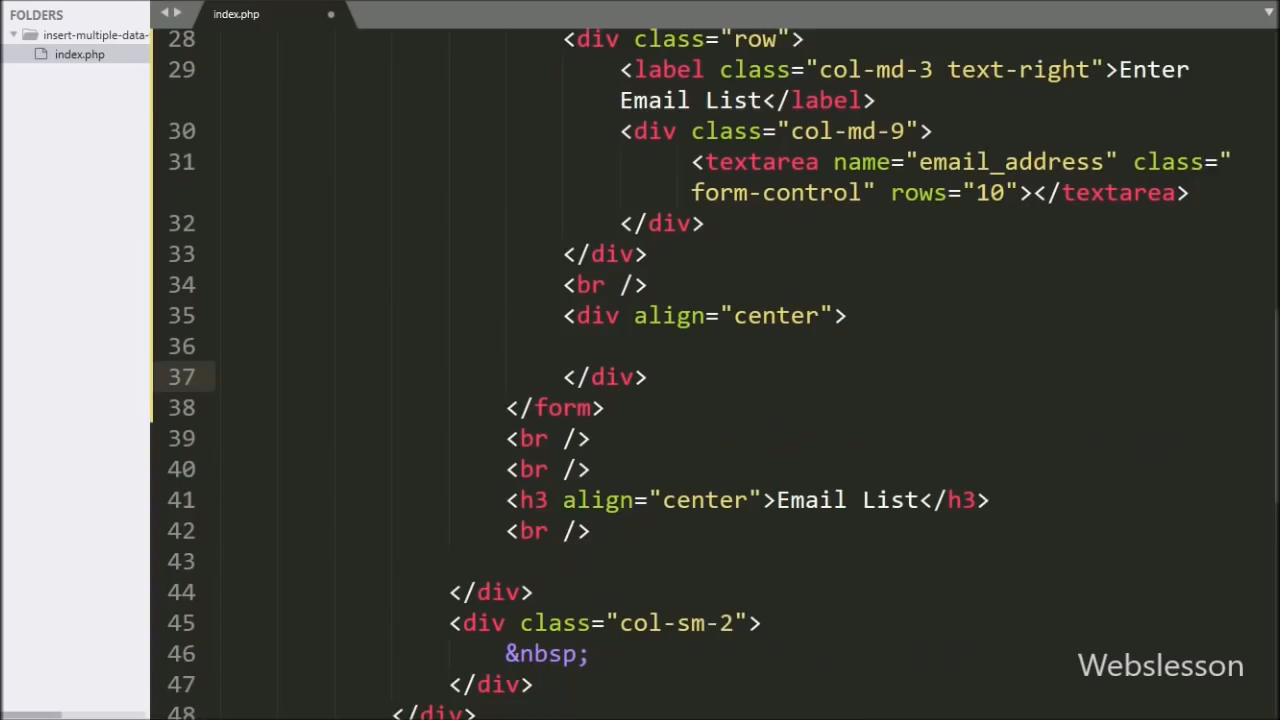 FOLDERS
insert-multiple-data-
index.php
index.php
28 <div class="row">
29 <label class="col-md-3 text-right">Enter
Email List</label>
30 <div class="col-md-9">
31 <textarea name="email_address" class="
form-control" rows="10"></textarea>
32 </div>
33 </div>
34 <br />
35 <div align="center">
36
37 </div>
38 </form>
39 <br />
40 <br />
41 <h3 align="center">Email List</h3>
42 <br />
43
44 </div>
45 <div class="col-sm-2">
46 &nbsp;
47 </div>
48 </div>
Webslesson